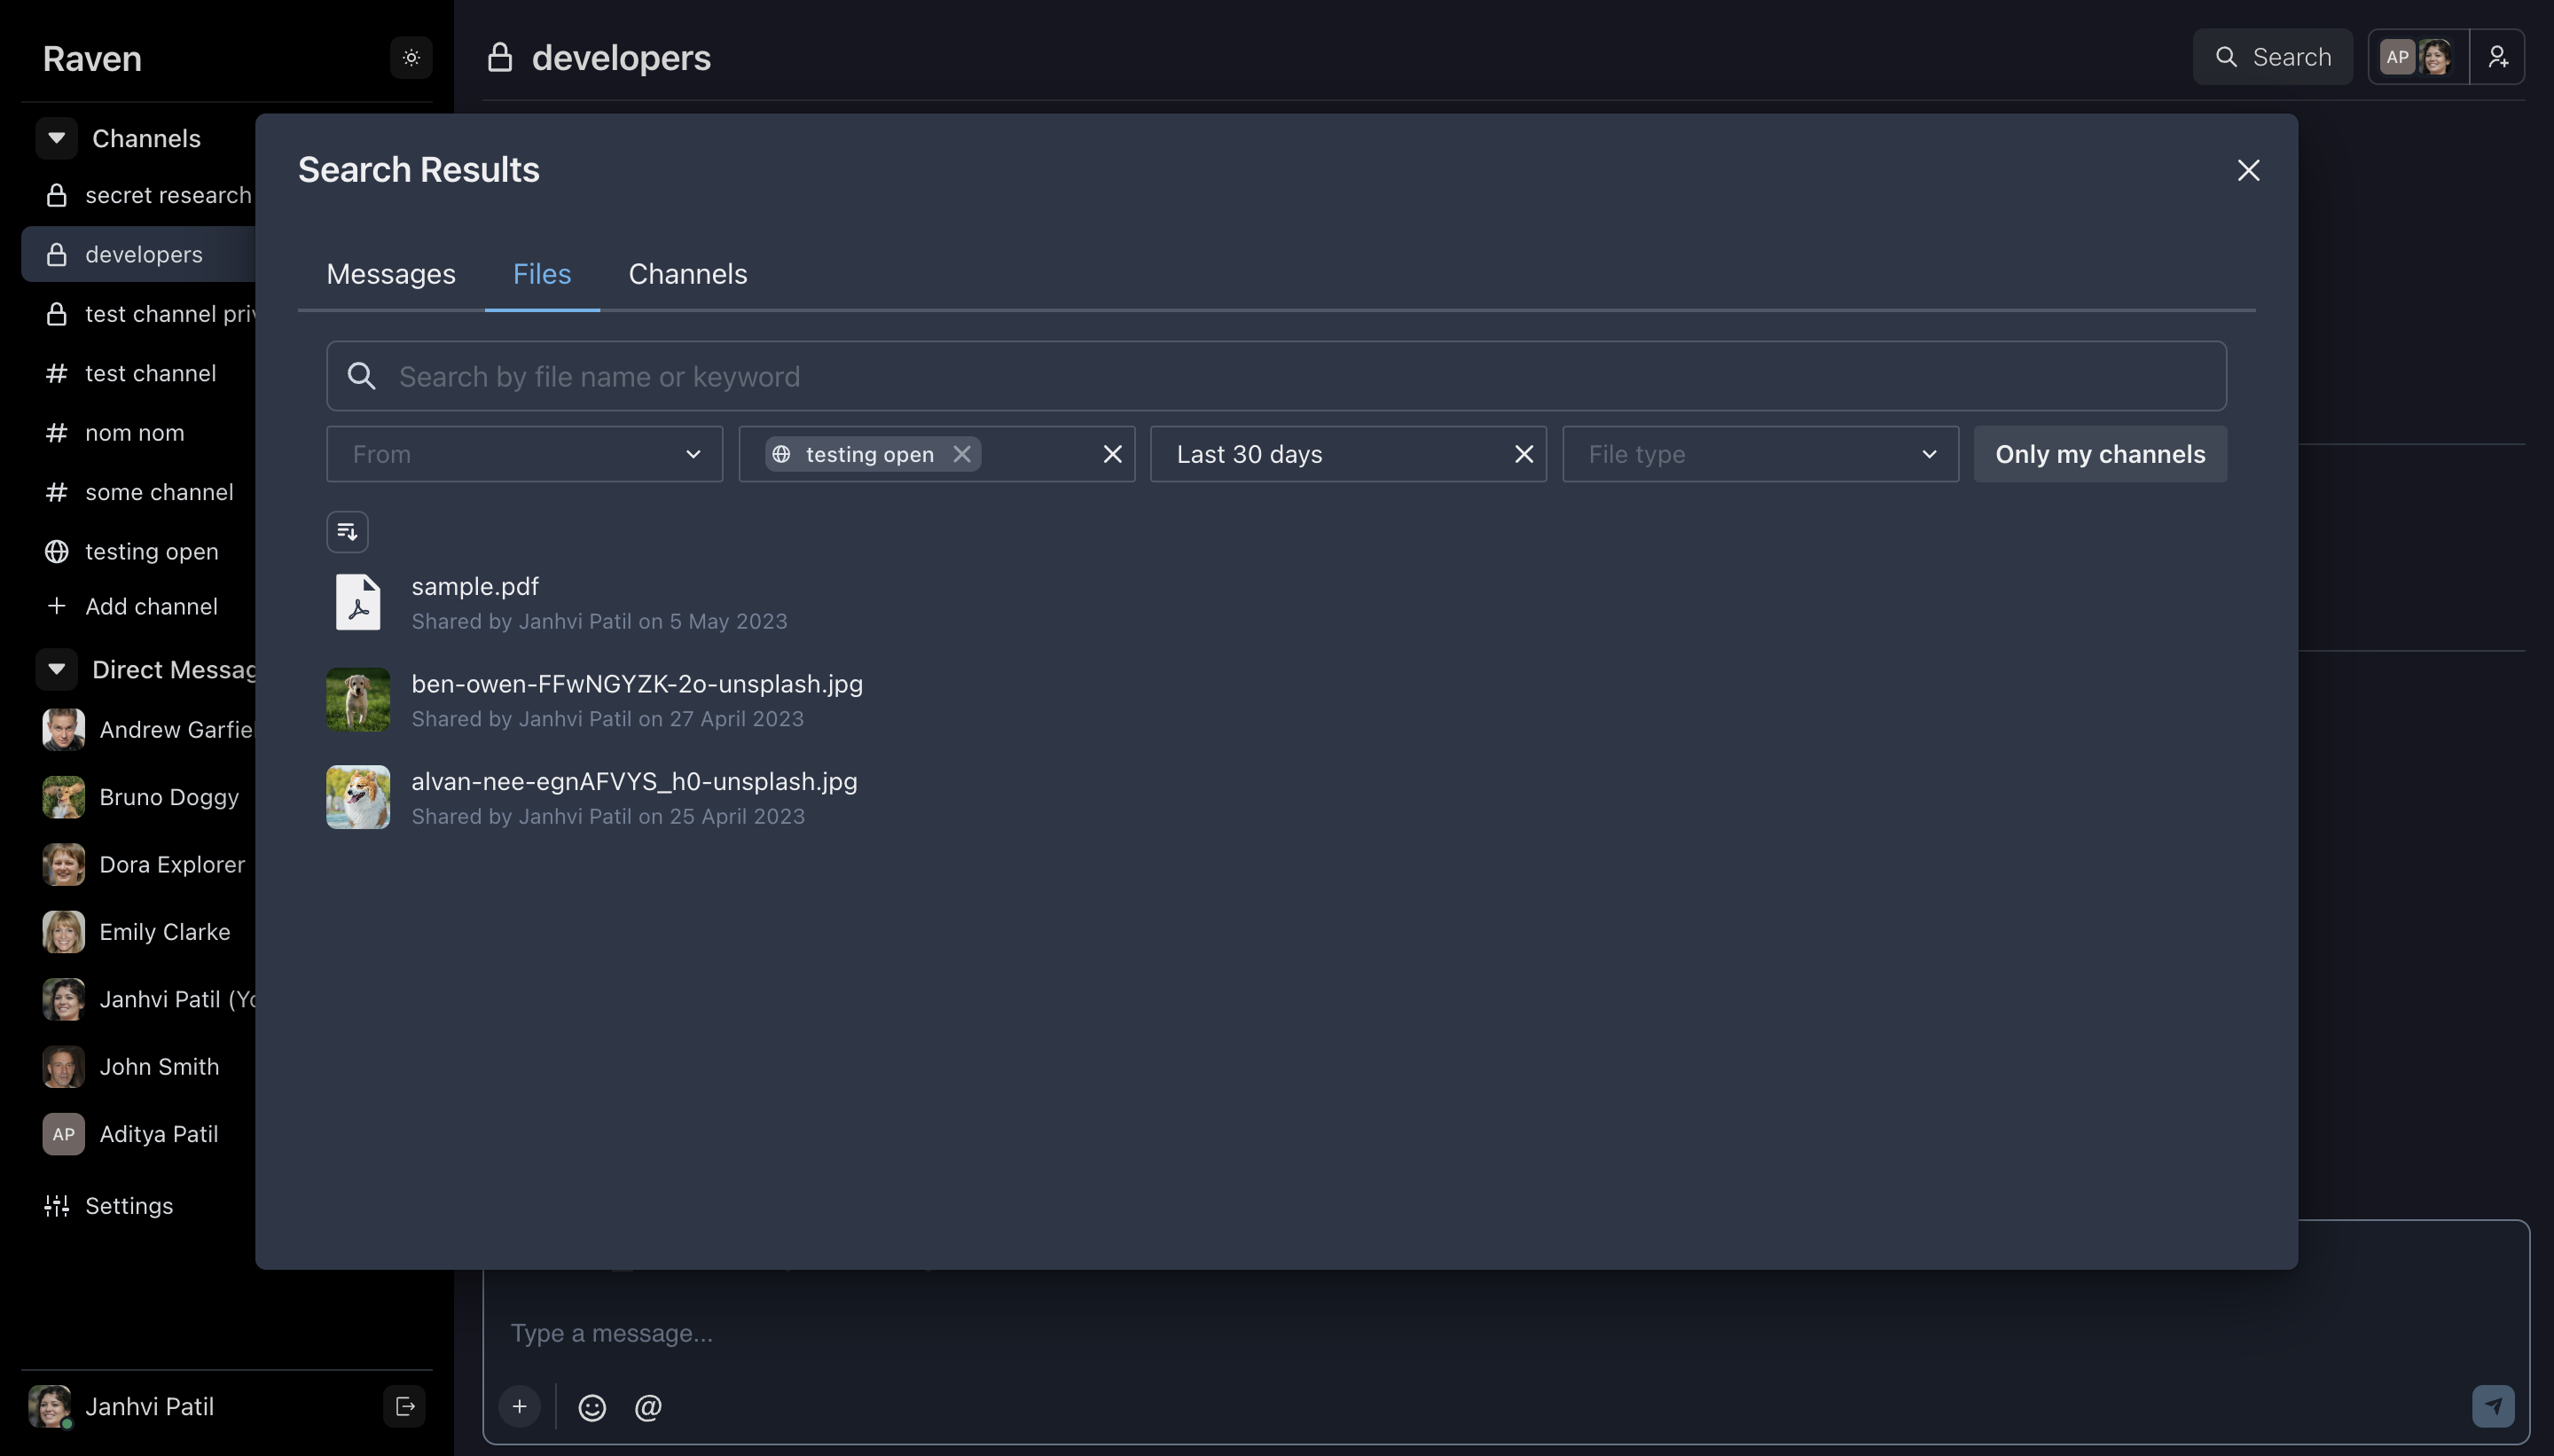 Raven
developers
Search
AP
Channels
secret research
developers
test channel pri
test channel
nom nom
some channel
testing open
Add channel
Direct Messag
Andrew Garfie
Bruno Doggy
Dora Explorer
Emily Clarke
Janhvi Patil (Yo
John Smith
AP
Aditya Patil
Settings
Janhvi Patil
Search Results
Messages
Files
Channels
Search by file name or keyword
From
testing open
Last 30 days
File type
Only my channels
sample.pdf
Shared by Janhvi Patil on 5 May 2023
ben-owen-FFwNGYZK-2o-unsplash.jpg
Shared by Janhvi Patil on 27 April 2023
alvan-nee-egnAFVYS_h0-unsplash.jpg
Shared by Janhvi Patil on 25 April 2023
Type a message...